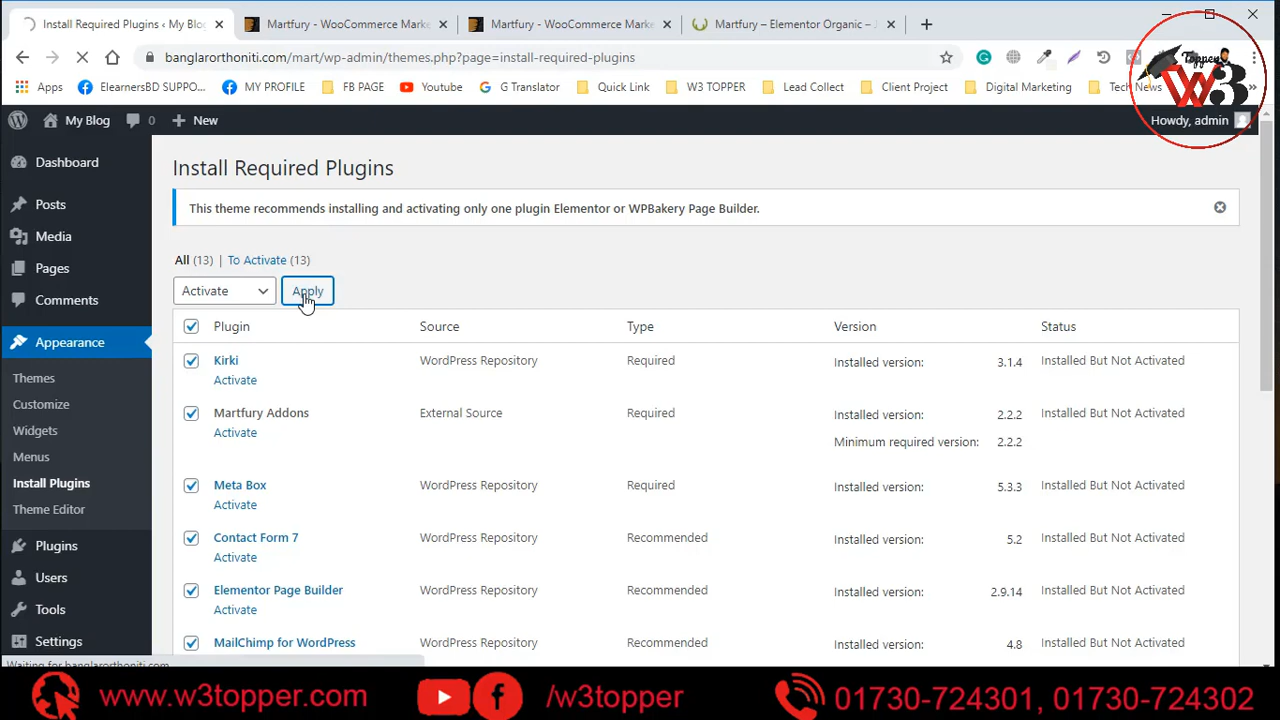 Install Required Plugins ‹ My Blog
Martfury - WooCommerce Marke
Martfury - WooCommerce Marke
Martfury – Elementor Organic –
banglarorthoniti.com/mart/wp-admin/themes.php?page=install-required-plugins
Apps
ElearnersBD SUPPO...
MY PROFILE
FB PAGE
Youtube
G Translator
Quick Link
W3 TOPPER
Lead Collect
Client Project
Digital Marketing
Tech News
Topper
W3
My Blog
0
New
Howdy, admin
Dashboard
Posts
Media
Pages
Comments
Appearance
Themes
Customize
Widgets
Menus
Install Plugins
Theme Editor
Plugins
Users
Tools
Settings
Install Required Plugins
This theme recommends installing and activating only one plugin Elementor or WPBakery Page Builder.
All (13) | To Activate (13)
Activate
Apply
Plugin Source Type Version Status
Kirki WordPress Repository Required Installed version: 3.1.4 Installed But Not Activated
Activate
Martfury Addons External Source Required Installed version: 2.2.2 Installed But Not Activated
Activate Minimum required version: 2.2.2
Meta Box WordPress Repository Required Installed version: 5.3.3 Installed But Not Activated
Activate
Contact Form 7 WordPress Repository Recommended Installed version: 5.2 Installed But Not Activated
Activate
Elementor Page Builder WordPress Repository Recommended Installed version: 2.9.14 Installed But Not Activated
Activate
MailChimp for WordPress WordPress Repository Recommended Installed version: 4.8 Installed But Not Activated
Waiting for banglarorthoniti.com
www.w3topper.com
/w3topper
01730-724301, 01730-724302